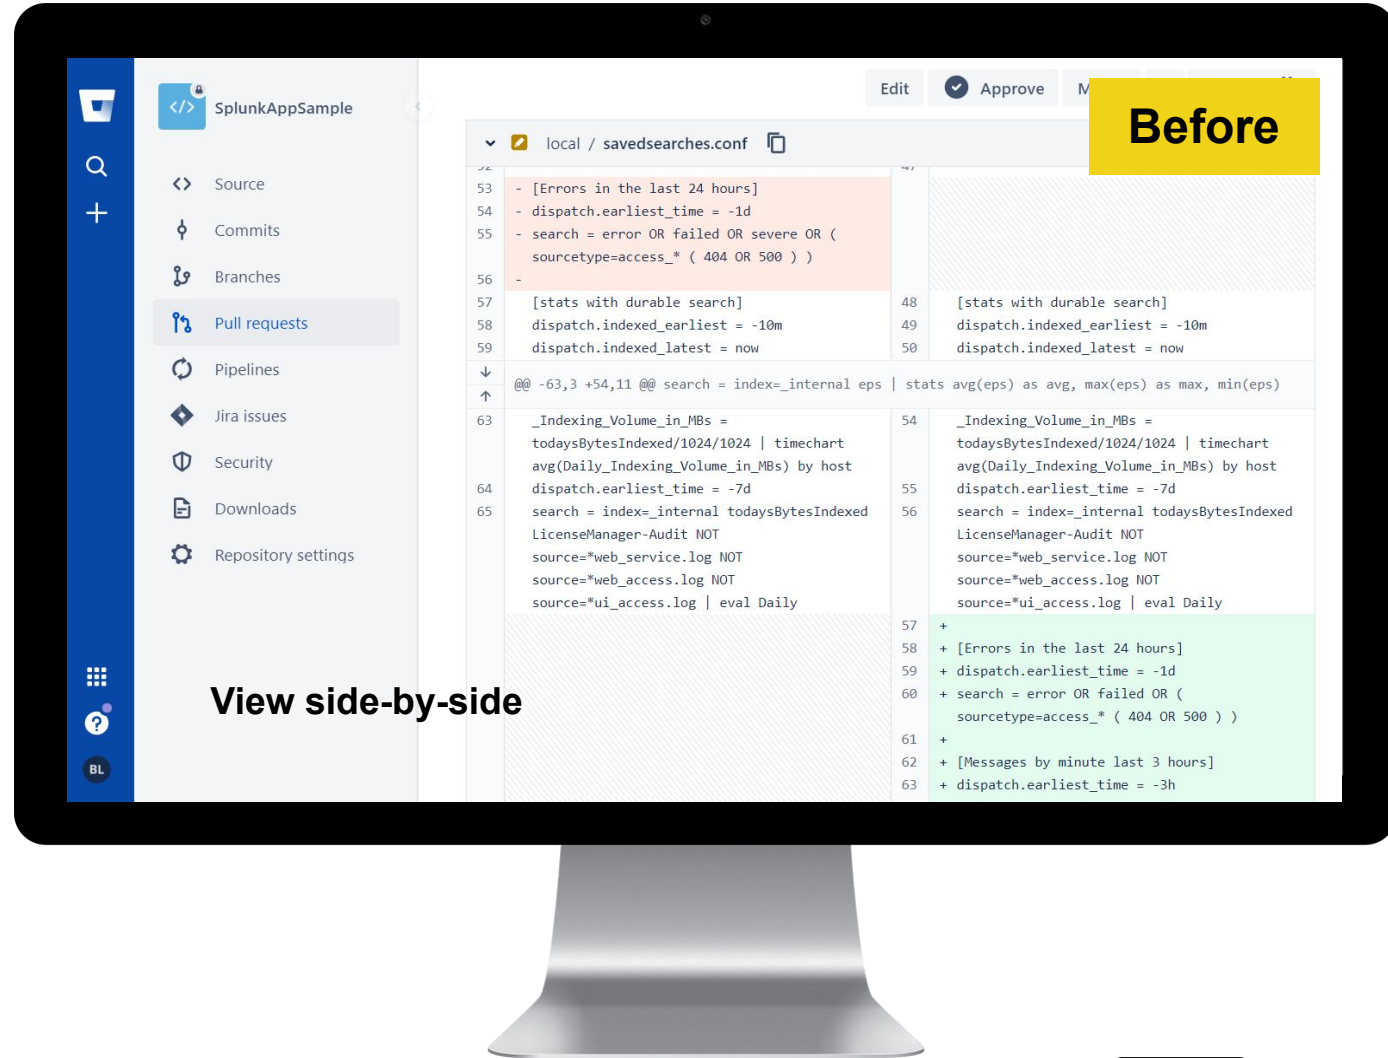 SplunkAppSample
Source
Commits
Branches
Pull requests
Pipelines
Jira issues
Security
Downloads
Repository settings
BL
View side-by-side
Edit
Approve
Before
local / savedsearches.conf
53 - [Errors in the last 24 hours]
54 - dispatch.earliest_time = -1d
55 - search = error OR failed OR severe OR (
sourcetype=access_* ( 404 OR 500 ) )
56 -
57 [stats with durable search]
58 dispatch.indexed_earliest = -10m
59 dispatch.indexed_latest = now
48 [stats with durable search]
49 dispatch.indexed_earliest = -10m
50 dispatch.indexed_latest = now
@@ -63,3 +54,11 @@ search = index=_internal eps | stats avg(eps) as avg, max(eps) as max, min(eps)
63 _Indexing_Volume_in_MBs =
todaysBytesIndexed/1024/1024 | timechart
avg(Daily_Indexing_Volume_in_MBs) by host
64 dispatch.earliest_time = -7d
65 search = index=_internal todaysBytesIndexed
LicenseManager-Audit NOT
source=*web_service.log NOT
source=*web_access.log NOT
source=*ui_access.log | eval Daily
54 _Indexing_Volume_in_MBs =
todaysBytesIndexed/1024/1024 | timechart
avg(Daily_Indexing_Volume_in_MBs) by host
55 dispatch.earliest_time = -7d
56 search = index=_internal todaysBytesIndexed
LicenseManager-Audit NOT
source=*web_service.log NOT
source=*web_access.log NOT
source=*ui_access.log | eval Daily
57 +
58 + [Errors in the last 24 hours]
59 + dispatch.earliest_time = -1d
60 + search = error OR failed OR (
sourcetype=access_* ( 404 OR 500 ) )
61 +
62 + [Messages by minute last 3 hours]
63 + dispatch.earliest_time = -3h